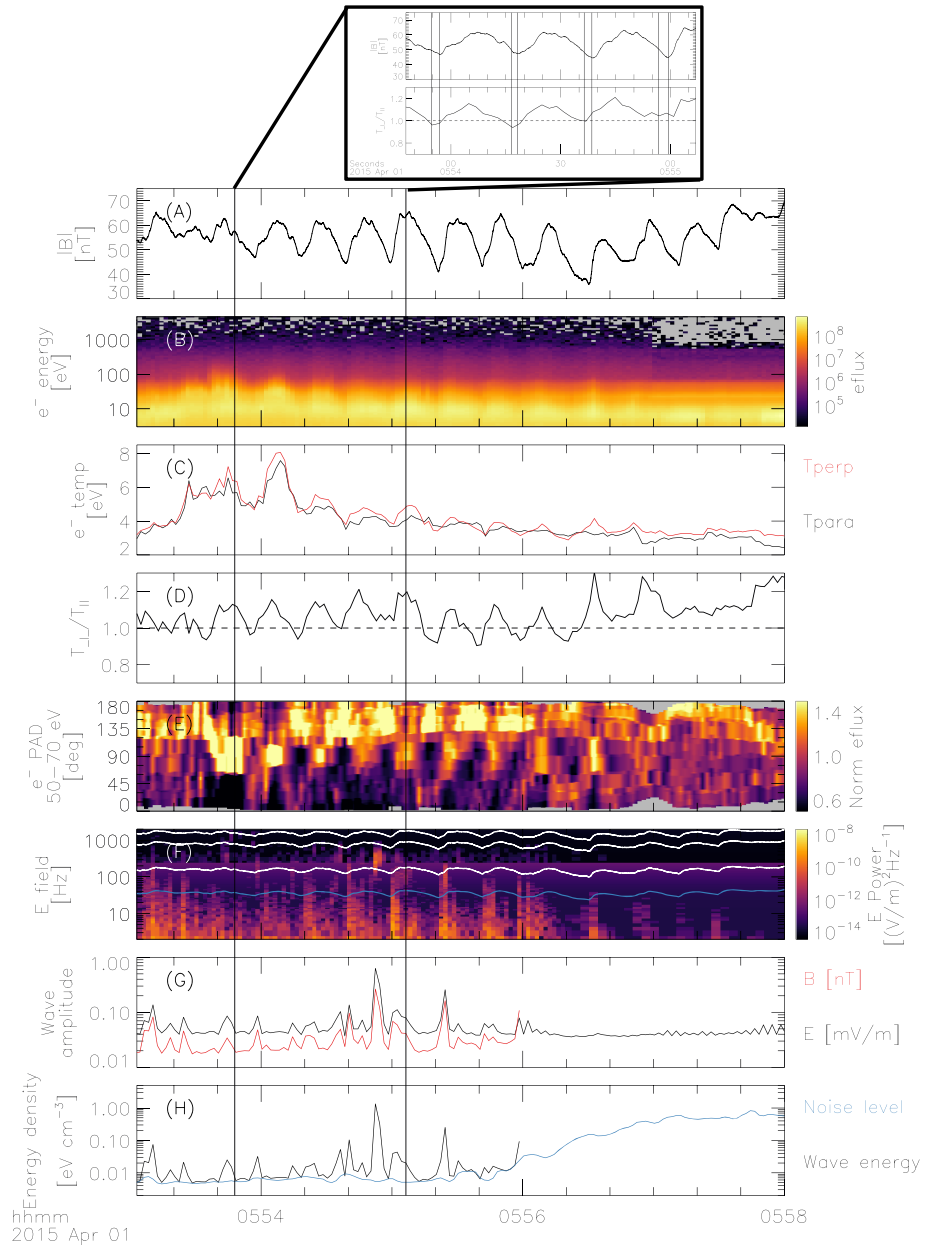 |B|
[nT]
70
60
50
40
30
T_⊥/T_||
1.2
1.0
0.8
Seconds
2015 Apr 01
00
0554
30
00
0555
(A)
|B|
[nT]
70
60
50
40
30
(B)
e⁻ energy
[eV]
1000
100
10
10⁸
10⁷
10⁶
10⁵
eflux
(C)
e⁻ temp
[eV]
8
6
4
2
Tperp
Tpara
(D)
T_⊥/T_||
1.2
1.0
0.8
(E)
e⁻ PAD
50−70 eV
[deg]
180
135
90
45
0
1.4
1.0
0.6
Norm eflux
(F)
E field
[Hz]
1000
100
10
10⁻⁸
10⁻¹⁰
10⁻¹²
10⁻¹⁴
E Power
[(V/m)²Hz⁻¹]
(G)
Wave
amplitude
1.00
0.10
0.01
B [nT]
E [mV/m]
(H)
Energy density
[eV cm⁻³]
1.00
0.10
0.01
Noise level
Wave energy
hhmm
2015 Apr 01
0554
0556
0558